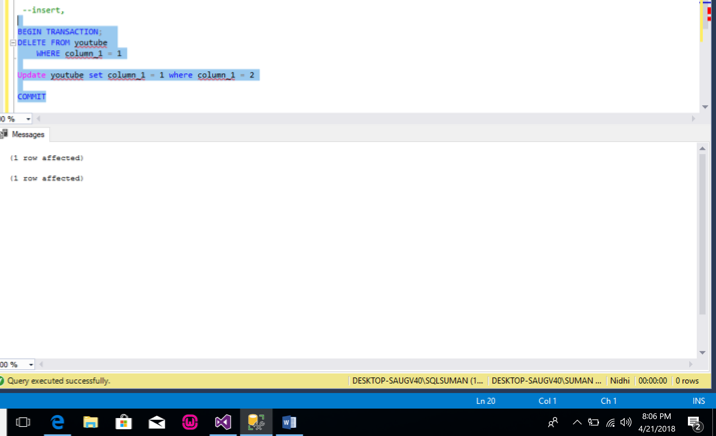 --insert,
BEGIN TRANSACTION;
DELETE FROM youtube
WHERE column_1 = 1
Update youtube set column_1 = 1 where column_1 = 2
COMMIT
0 %
Messages
(1 row affected)
(1 row affected)
00 %
Query executed successfully.
DESKTOP-SAUGV40\SQLSUMAN (1...
DESKTOP-SAUGV40\SUMAN ...
Nidhi
00:00:00
0 rows
Ln 20
Col 1
Ch 1
INS
8:06 PM
4/21/2018
2